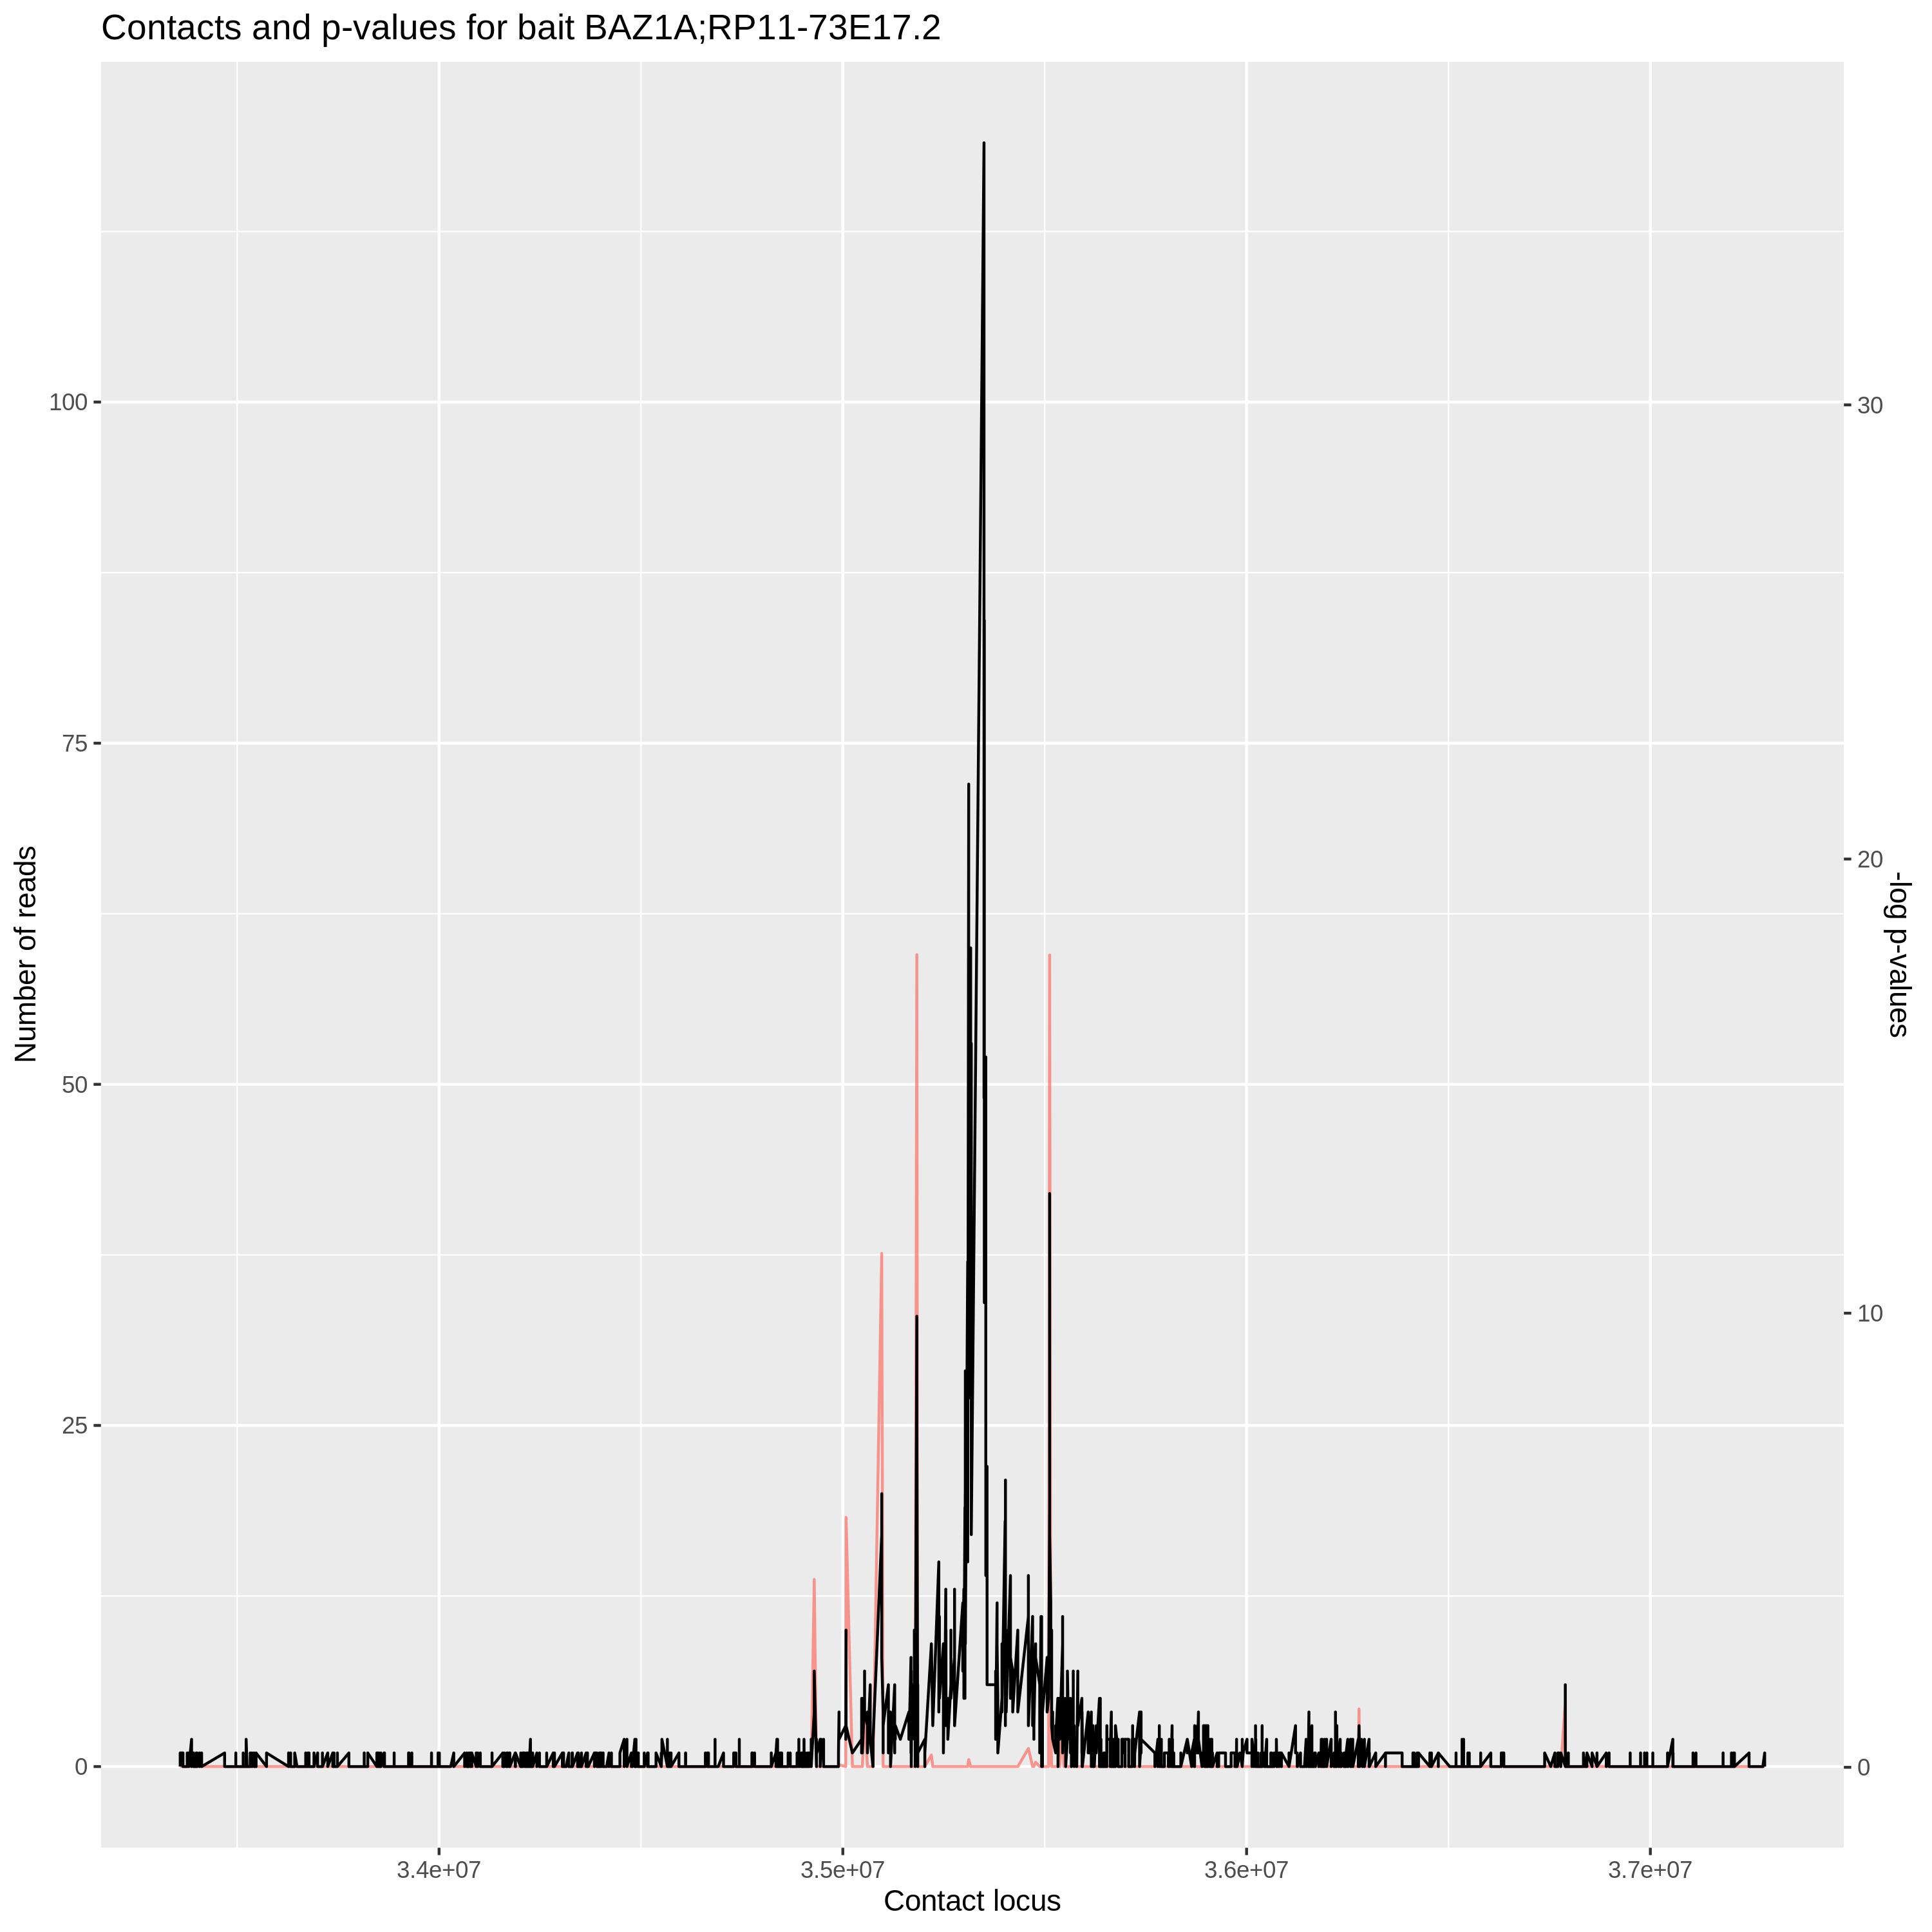 Contacts and p-values for bait BAZ1A;RP11-73E17.2
Number of reads
100
75
50
25
0
30
20
10
0
-log p-values
3.4e+07 3.5e+07 3.6e+07 3.7e+07
Contact locus